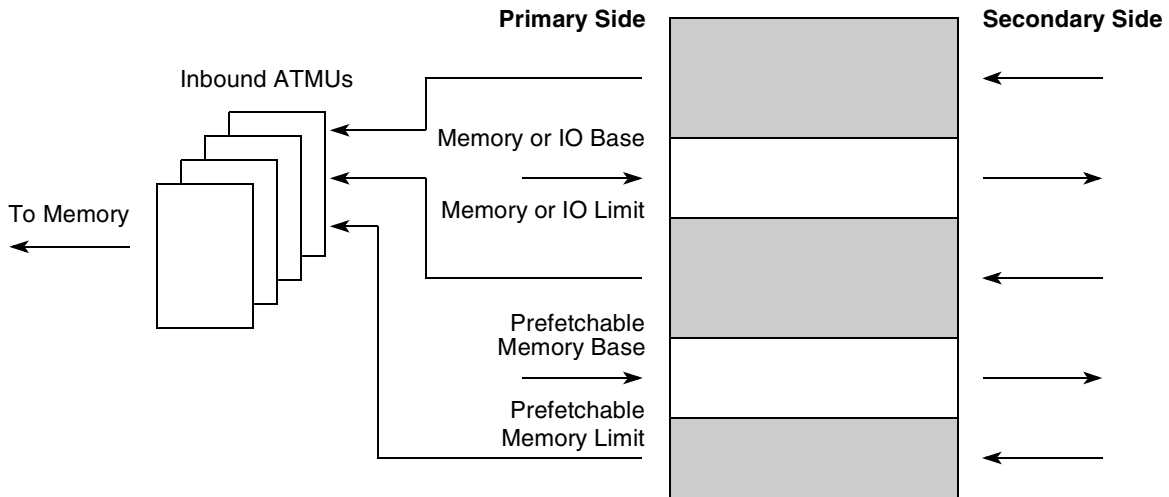 Primary Side
Secondary Side
Inbound ATMUs
Memory or IO Base
To Memory
Memory or IO Limit
Prefetchable
Memory Base
Prefetchable
Memory Limit